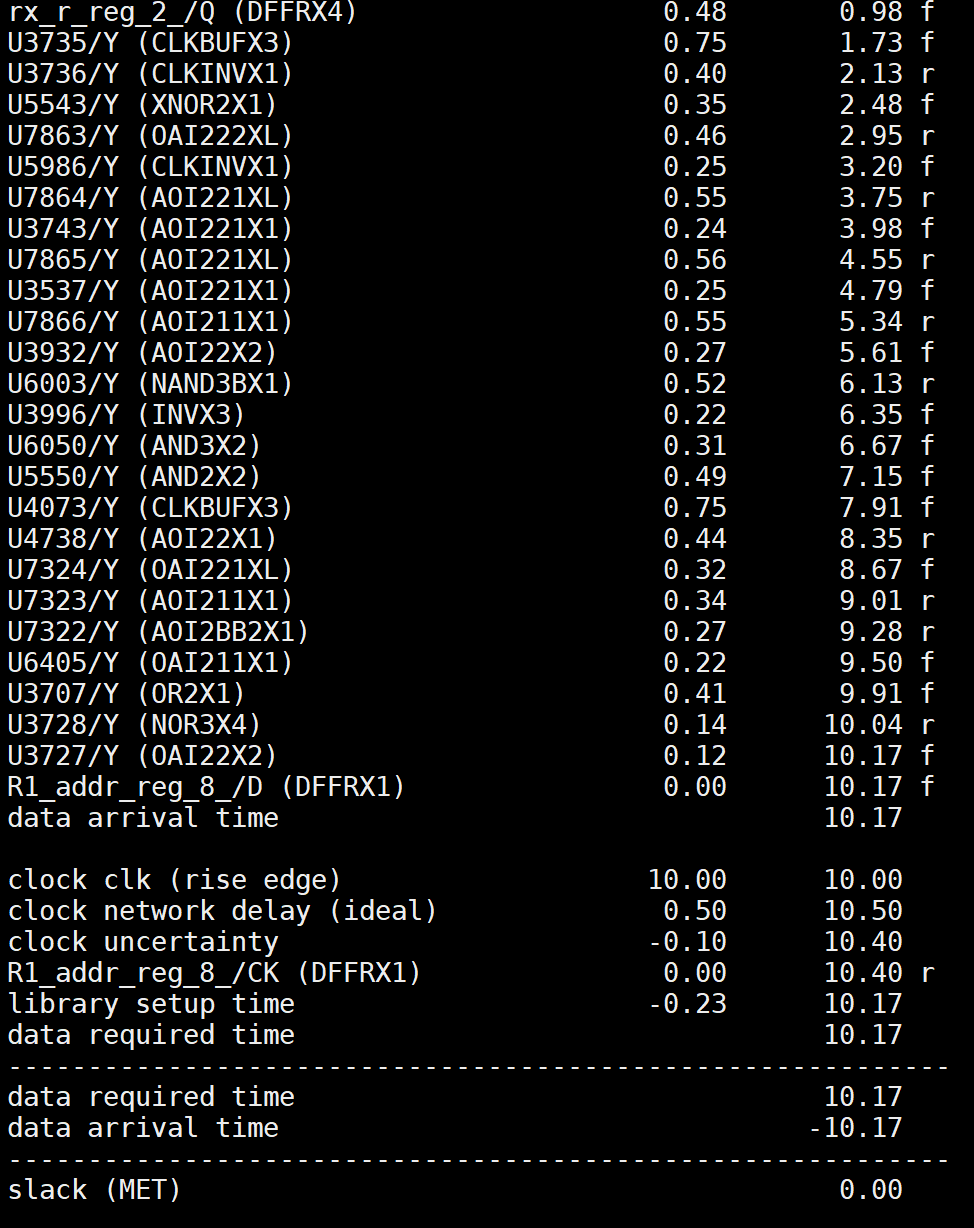 rx_r_reg_2_/Q (DFFRX4) 0.48 0.98 f
U3735/Y (CLKBUFX3) 0.75 1.73 f
U3736/Y (CLKINVX1) 0.40 2.13 r
U5543/Y (XNOR2X1) 0.35 2.48 f
U7863/Y (OAI222XL) 0.46 2.95 r
U5986/Y (CLKINVX1) 0.25 3.20 f
U7864/Y (AOI221XL) 0.55 3.75 r
U3743/Y (AOI221X1) 0.24 3.98 f
U7865/Y (AOI221XL) 0.56 4.55 r
U3537/Y (AOI221X1) 0.25 4.79 f
U7866/Y (AOI211X1) 0.55 5.34 r
U3932/Y (AOI22X2) 0.27 5.61 f
U6003/Y (NAND3BX1) 0.52 6.13 r
U3996/Y (INVX3) 0.22 6.35 f
U6050/Y (AND3X2) 0.31 6.67 f
U5550/Y (AND2X2) 0.49 7.15 f
U4073/Y (CLKBUFX3) 0.75 7.91 f
U4738/Y (AOI22X1) 0.44 8.35 r
U7324/Y (OAI221XL) 0.32 8.67 f
U7323/Y (AOI211X1) 0.34 9.01 r
U7322/Y (AOI2BB2X1) 0.27 9.28 r
U6405/Y (OAI211X1) 0.22 9.50 f
U3707/Y (OR2X1) 0.41 9.91 f
U3728/Y (NOR3X4) 0.14 10.04 r
U3727/Y (OAI22X2) 0.12 10.17 f
R1_addr_reg_8_/D (DFFRX1) 0.00 10.17 f
data arrival time 10.17
clock clk (rise edge) 10.00 10.00
clock network delay (ideal) 0.50 10.50
clock uncertainty -0.10 10.40
R1_addr_reg_8_/CK (DFFRX1) 0.00 10.40 r
library setup time -0.23 10.17
data required time 10.17
-----------------------------------------------------------
data required time 10.17
data arrival time -10.17
-----------------------------------------------------------
slack (MET) 0.00